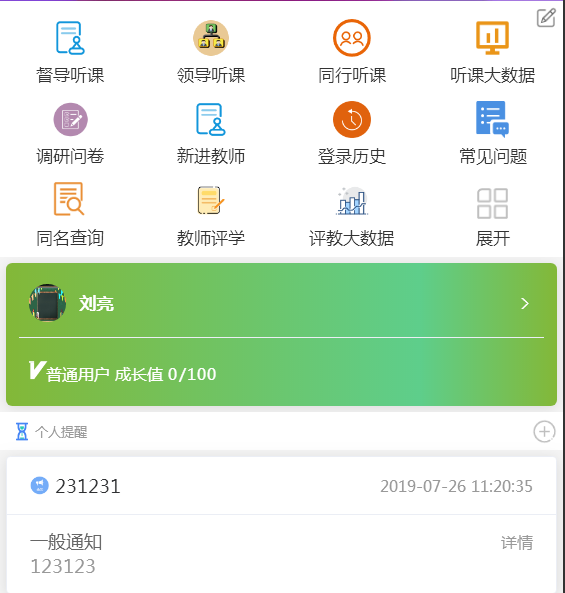 督导听课 领导听课 同行听课 听课大数据
调研问卷 新进教师 登录历史 常见问题
同名查询 教师评学 评教大数据 展开
刘亮
V普通用户 成长值 0/100
个人提醒
231231 2019-07-26 11:20:35
一般通知 详情
123123